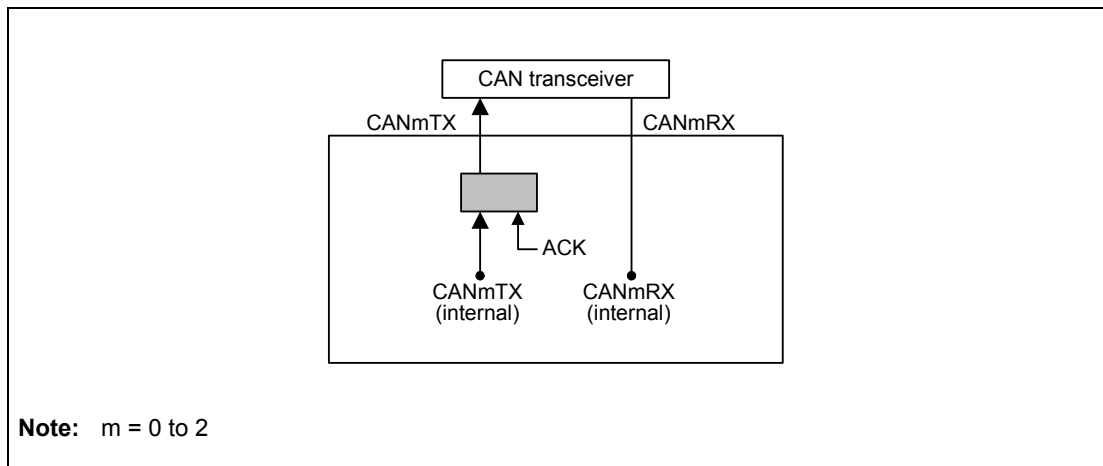 CAN transceiver
CANmTX
CANmRX
ACK
CANmTX
(internal)
CANmRX
(internal)
Note: m = 0 to 2